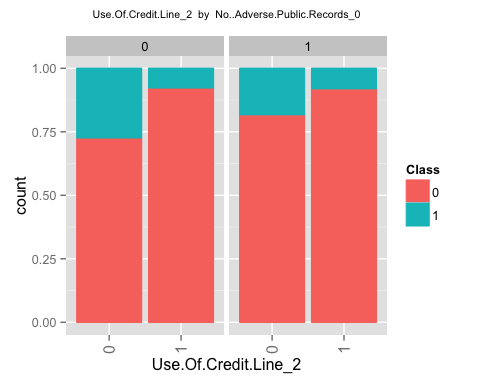 Use.Of.Credit.Line_2 by No..Adverse.Public.Records_0
0 1
1.00
0.75
0.50
0.25
0.00
count
0 1 0 1
Use.Of.Credit.Line_2
Class
0
1